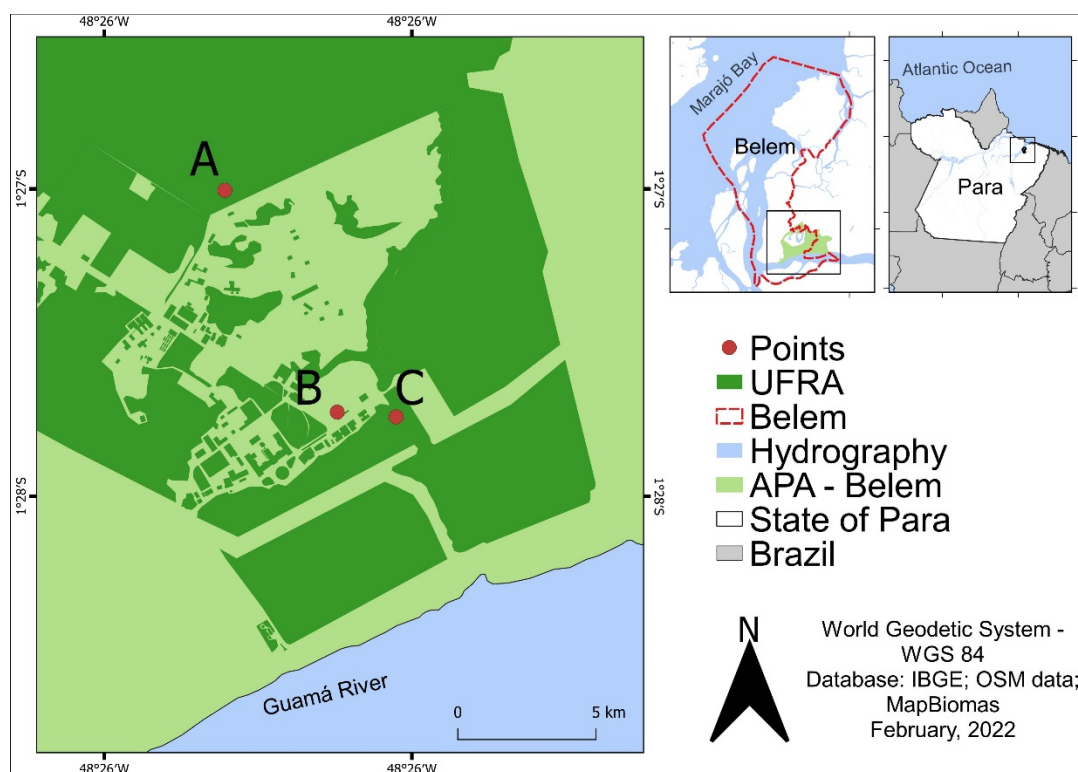 48°26'W
48°26'W
1°27'S
1°28'S
A
B
C
Guamá River
0
5 km
48°26'W
48°26'W
Marajó Bay
Belem
Atlantic Ocean
Para
1°27'S
1°28'S
Points
UFRA
Belem
Hydrography
APA - Belem
State of Para
Brazil
N
World Geodetic System -
WGS 84
Database: IBGE; OSM data;
MapBiomas
February, 2022